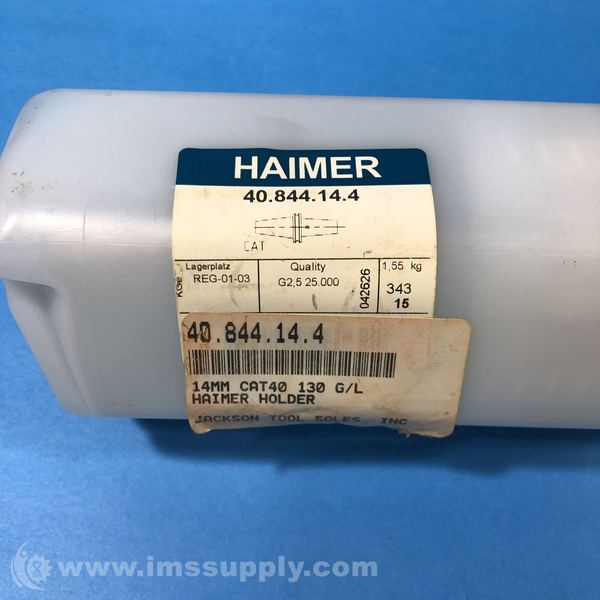 HAIMER
40.844.14.4
CAT
Lagerplatz
REG-01-03
Quality
G2,5 25.000
042626
1,55 kg
343
15
40.844.14.4
14MM CAT40 130 G/L
HAIMER HOLDER
JACKSON TOOL SALES, INC
www.imssupply.com